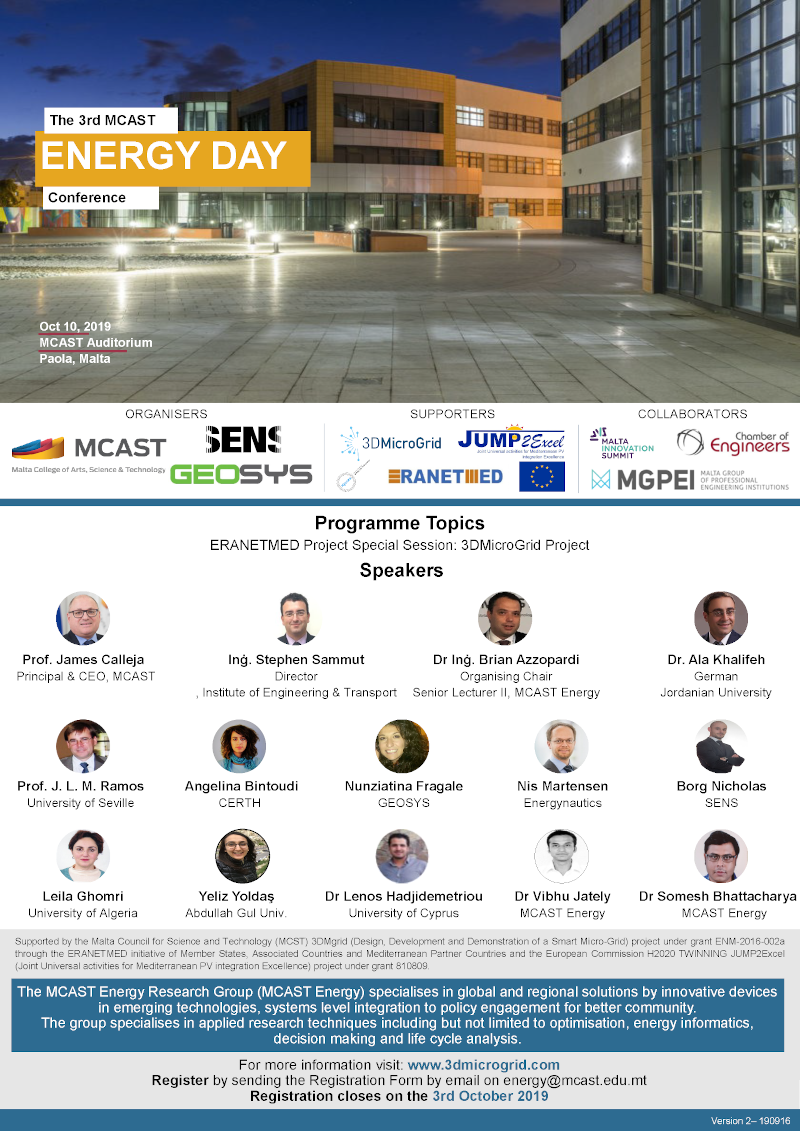 The 3rd MCAST
ENERGY DAY
Conference
Oct 10, 2019
MCAST Auditorium
Paola, Malta
ORGANISERS
SUPPORTERS
COLLABORATORS
MCAST
Malta College of Arts, Science & Technology
SENS
GEOSYS
3DMicroGrid
JUMP2Excel
Joint Universal activities for Mediterranean PV
integration Excellence
ERANETMED
MALTA
INNOVATION
SUMMIT
Chamber of
Engineers
MGPEI
MALTA GROUP
OF PROFESSIONAL
ENGINEERING INSTITUTIONS
Programme Topics
ERANETMED Project Special Session: 3DMicroGrid Project
Speakers
Prof. James Calleja
Principal & CEO, MCAST
Inġ. Stephen Sammut
Director
, Institute of Engineering & Transport
Dr Inġ. Brian Azzopardi
Organising Chair
Senior Lecturer II, MCAST Energy
Dr. Ala Khalifeh
German
Jordanian University
Prof. J. L. M. Ramos
University of Seville
Angelina Bintoudi
CERTH
Nunziatina Fragale
GEOSYS
Nis Martensen
Energynautics
Borg Nicholas
SENS
Leila Ghomri
University of Algeria
Yeliz Yoldaş
Abdullah Gul Univ.
Dr Lenos Hadjidemetriou
University of Cyprus
Dr Vibhu Jately
MCAST Energy
Dr Somesh Bhattacharya
MCAST Energy
Supported by the Malta Council for Science and Technology (MCST) 3DMgrid (Design, Development and Demonstration of a Smart Micro-Grid) project under grant ENM-2016-002a
through the ERANETMED initiative of Member States, Associated Countries and Mediterranean Partner Countries and the European Commission H2020 TWINNING JUMP2Excel
(Joint Universal activities for Mediterranean PV integration Excellence) project under grant 810809.
The MCAST Energy Research Group (MCAST Energy) specialises in global and regional solutions by innovative devices
in emerging technologies, systems level integration to policy engagement for better community.
The group specialises in applied research techniques including but not limited to optimisation, energy informatics,
decision making and life cycle analysis.
For more information visit: www.3dmicrogrid.com
Register by sending the Registration Form by email on energy@mcast.edu.mt
Registration closes on the 3rd October 2019
Version 2– 190916